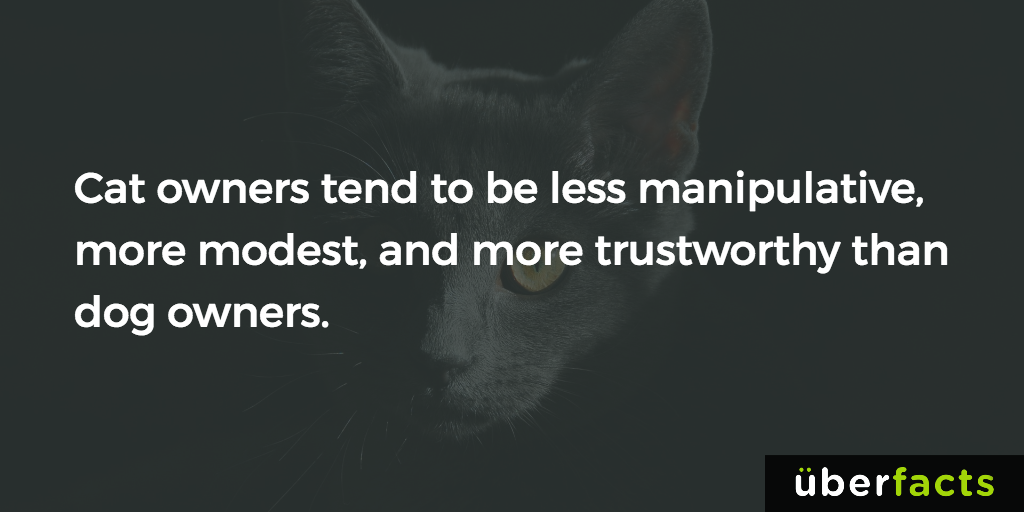 Cat owners tend to be less manipulative,
more modest, and more trustworthy than
dog owners.
überfacts